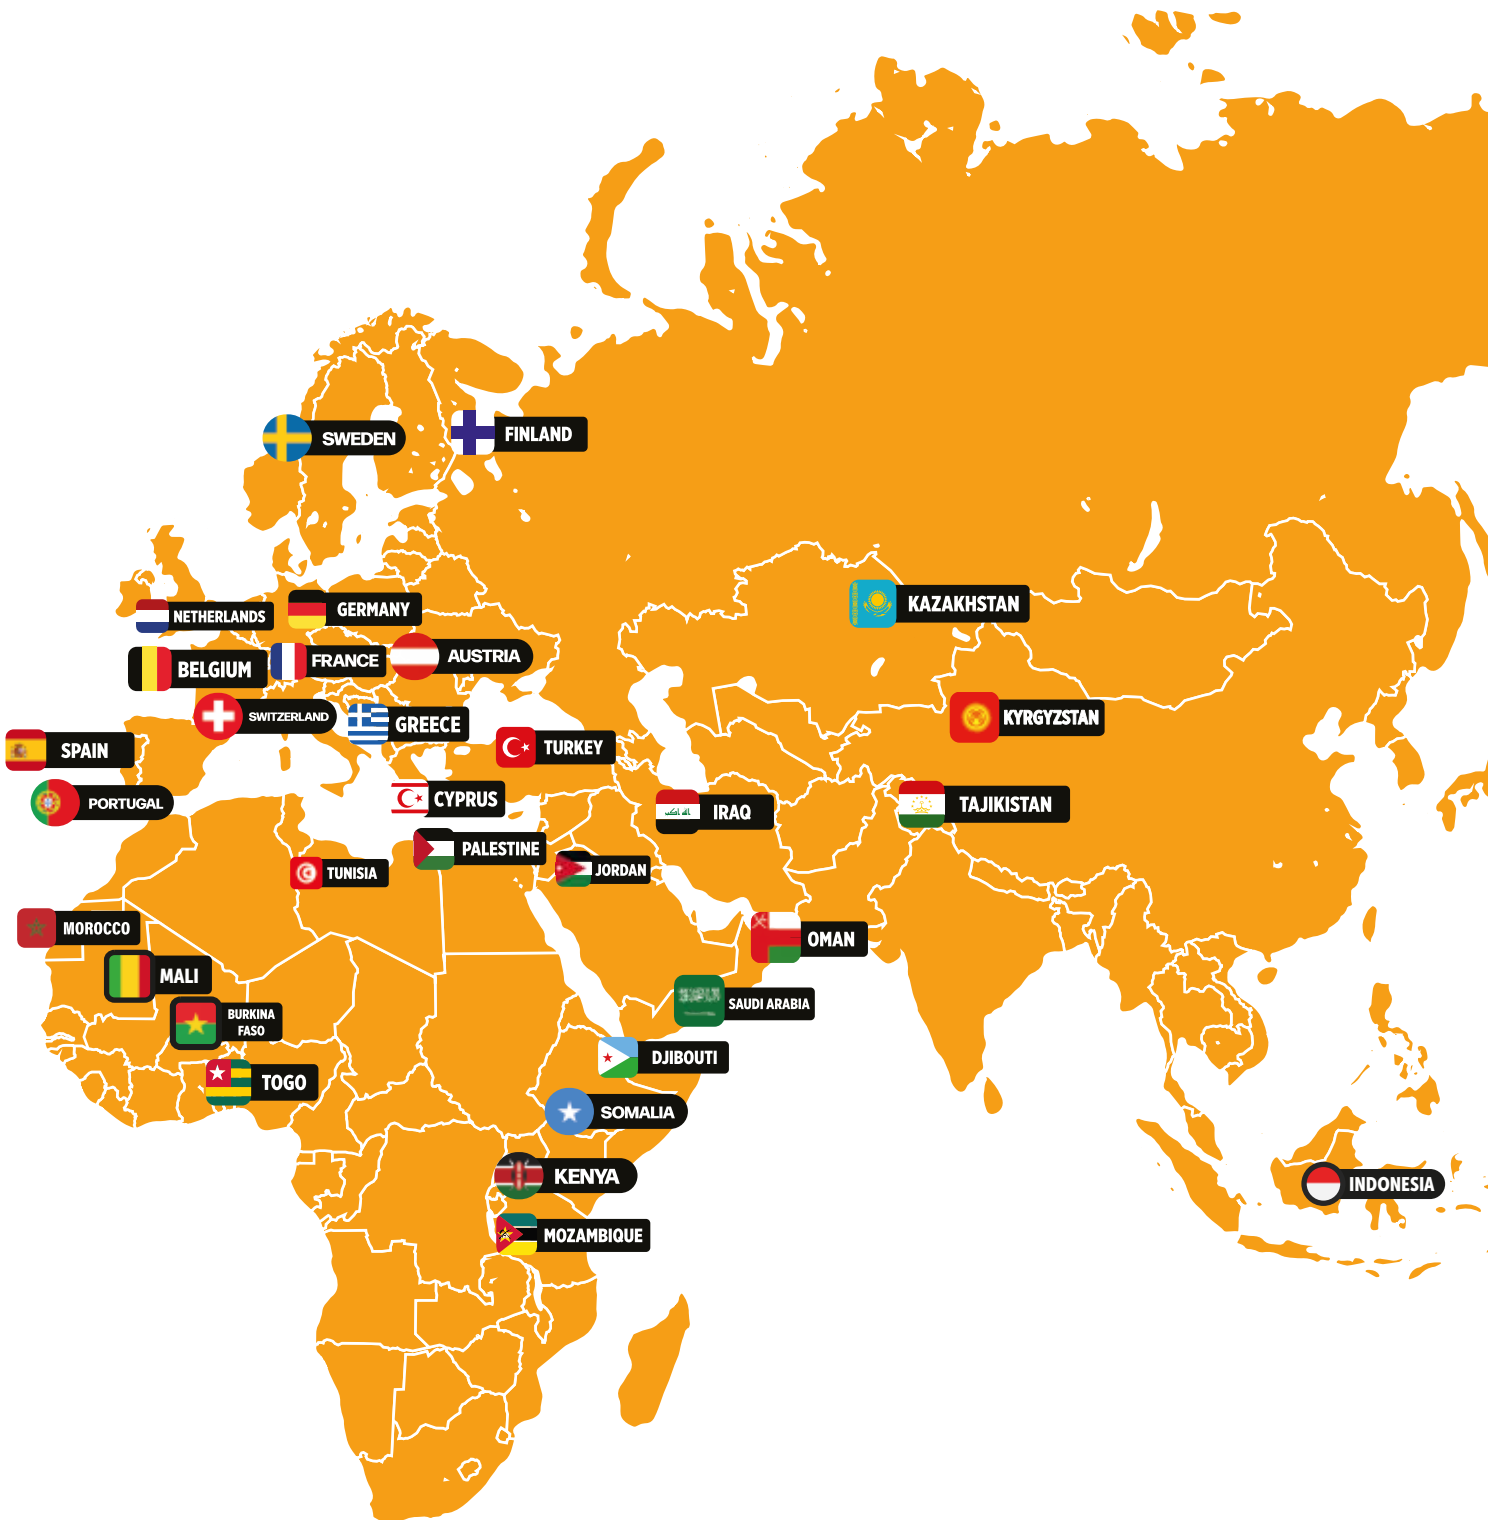 SWEDEN
FINLAND
NETHERLANDS
GERMANY
KAZAKHSTAN
BELGIUM
FRANCE
AUSTRIA
SWITZERLAND
GREECE
KYRGYZSTAN
SPAIN
TURKEY
PORTUGAL
CYPRUS
IRAQ
TAJIKISTAN
PALESTINE
TUNISIA
JORDAN
MOROCCO
OMAN
MALI
SAUDI ARABIA
BURKINA
FASO
DJIBOUTI
TOGO
SOMALIA
KENYA
INDONESIA
MOZAMBIQUE